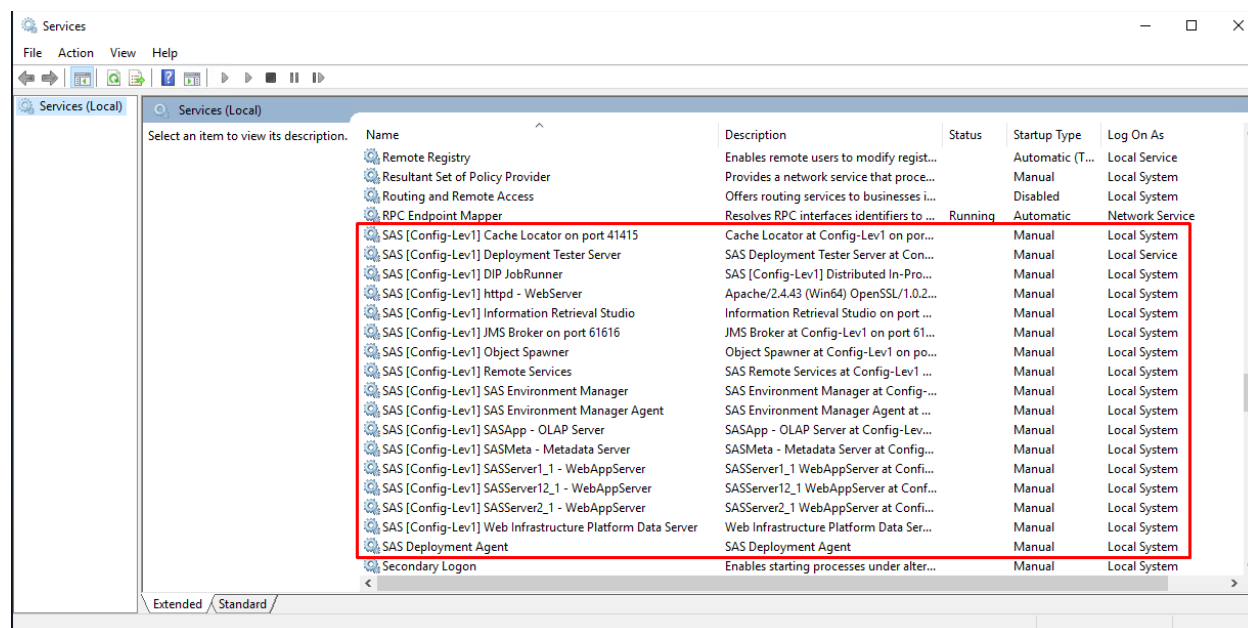 Services
File Action View Help
Services (Local)
Services (Local)
Select an item to view its description.
Name Description Status Startup Type Log On As
Remote Registry Enables remote users to modify regist... Automatic (T... Local Service
Resultant Set of Policy Provider Provides a network service that proce... Manual Local System
Routing and Remote Access Offers routing services to businesses i... Disabled Local System
RPC Endpoint Mapper Resolves RPC interfaces identifiers to ... Running Automatic Network Service
SAS [Config-Lev1] Cache Locator on port 41415 Cache Locator at Config-Lev1 on por... Manual Local System
SAS [Config-Lev1] Deployment Tester Server SAS Deployment Tester Server at Con... Manual Local Service
SAS [Config-Lev1] DIP JobRunner SAS [Config-Lev1] Distributed In-Pro... Manual Local System
SAS [Config-Lev1] httpd - WebServer Apache/2.4.43 (Win64) OpenSSL/1.0.2... Manual Local System
SAS [Config-Lev1] Information Retrieval Studio Information Retrieval Studio on port ... Manual Local System
SAS [Config-Lev1] JMS Broker on port 61616 JMS Broker at Config-Lev1 on port 61... Manual Local System
SAS [Config-Lev1] Object Spawner Object Spawner at Config-Lev1 on po... Manual Local System
SAS [Config-Lev1] Remote Services SAS Remote Services at Config-Lev1 ... Manual Local System
SAS [Config-Lev1] SAS Environment Manager SAS Environment Manager at Config-... Manual Local System
SAS [Config-Lev1] SAS Environment Manager Agent SAS Environment Manager Agent at ... Manual Local System
SAS [Config-Lev1] SASApp - OLAP Server SASApp - OLAP Server at Config-Lev... Manual Local System
SAS [Config-Lev1] SASMeta - Metadata Server SASMeta - Metadata Server at Config... Manual Local System
SAS [Config-Lev1] SASServer1_1 - WebAppServer SASServer1_1 WebAppServer at Confi... Manual Local System
SAS [Config-Lev1] SASServer12_1 - WebAppServer SASServer12_1 WebAppServer at Conf... Manual Local System
SAS [Config-Lev1] SASServer2_1 - WebAppServer SASServer2_1 WebAppServer at Confi... Manual Local System
SAS [Config-Lev1] Web Infrastructure Platform Data Server Web Infrastructure Platform Data Ser... Manual Local System
SAS Deployment Agent SAS Deployment Agent Manual Local System
Secondary Logon Enables starting processes under alter... Manual Local System
Extended Standard